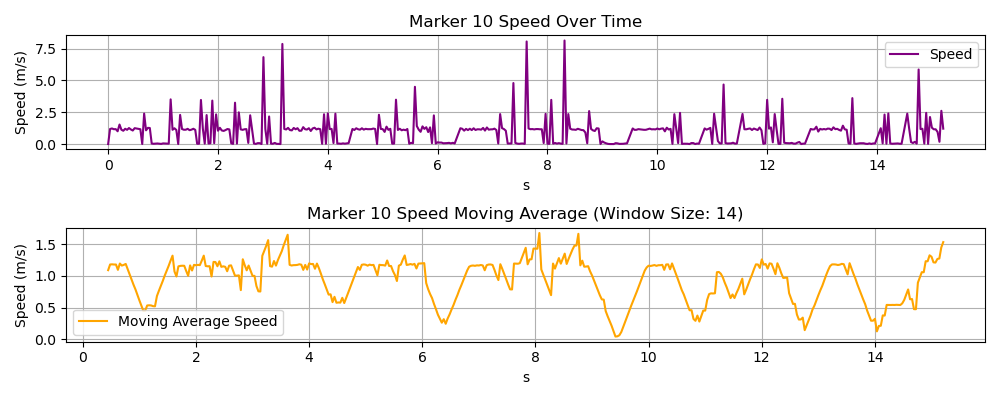 Marker 10 Speed Over Time
Speed (m/s)
7.5
5.0
2.5
0.0
Speed
0 2 4 6 8 10 12 14
s
Marker 10 Speed Moving Average (Window Size: 14)
Speed (m/s)
1.5
1.0
0.5
0.0
Moving Average Speed
0 2 4 6 8 10 12 14
s